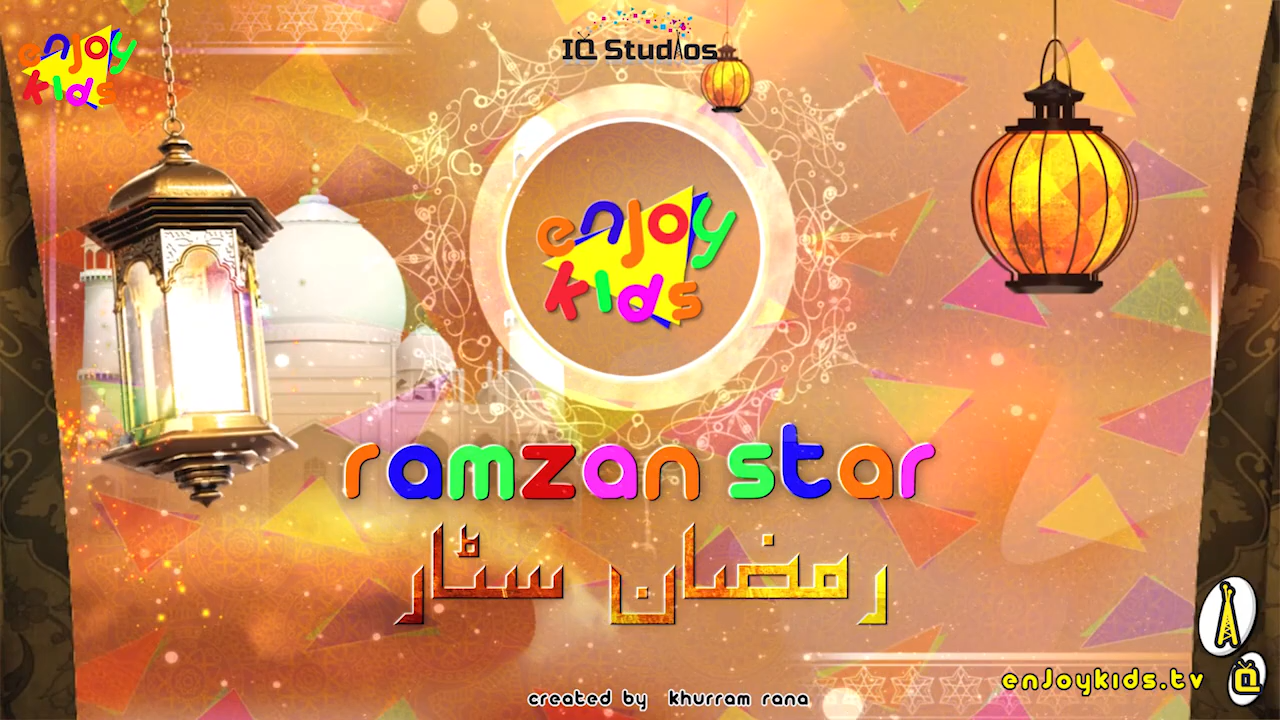 enjoy
kids
IQ Studios
enjoy
kids
ramzan star
رمضان سٹار
created by khurram rana
enjoykids.tv